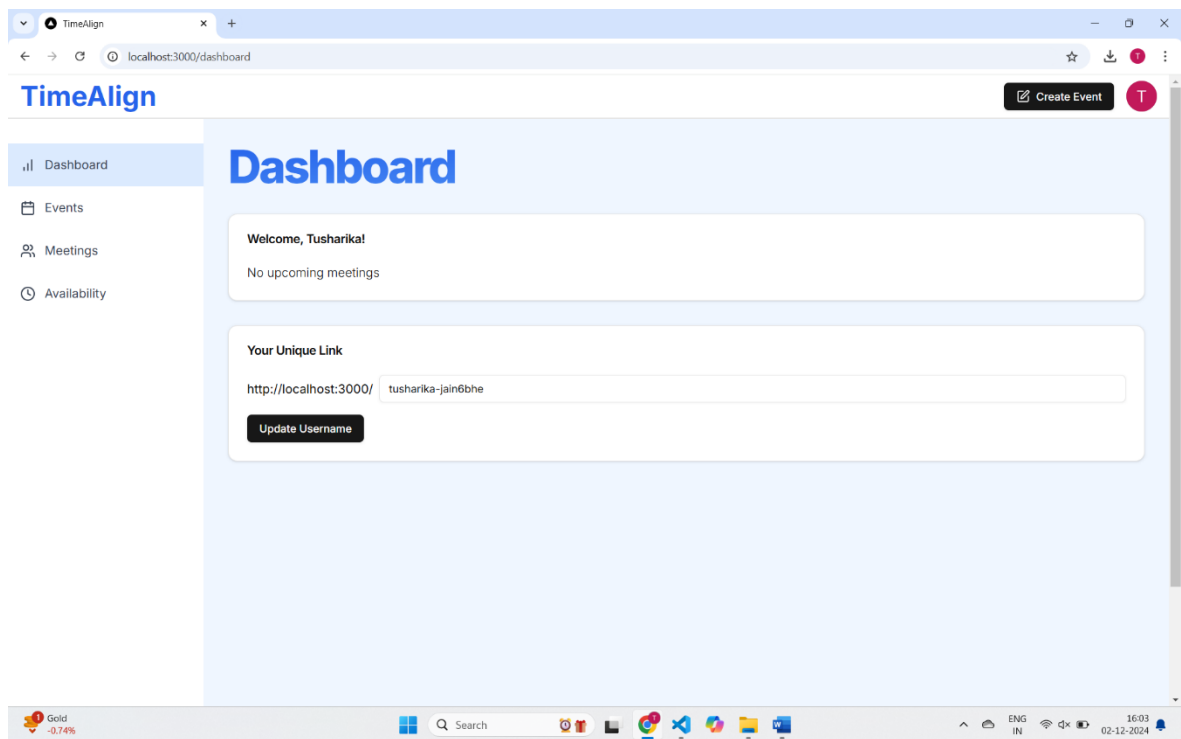 TimeAlign
localhost:3000/dashboard
T
TimeAlign
Create Event
T
Dashboard
Events
Meetings
Availability
Dashboard
Welcome, Tusharika!
No upcoming meetings
Your Unique Link
http://localhost:3000/ tusharika-jain6bhe
Update Username
1
Gold
-0.74%
Search
ENG
IN
16:03
02-12-2024